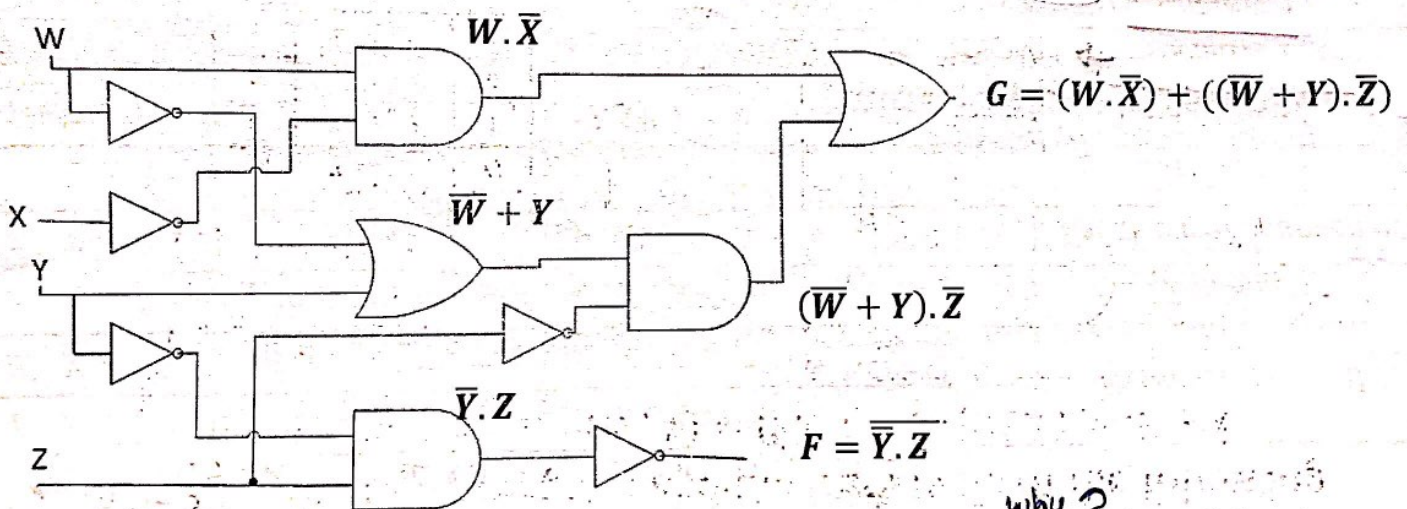 W
W.X̅
G = (W.X̅) + ((W̅ + Y).Z̅)
X
W̅ + Y
Y
(W̅ + Y).Z̅
Y̅.Z
Z
F = \overline{Y̅.Z}
why ?